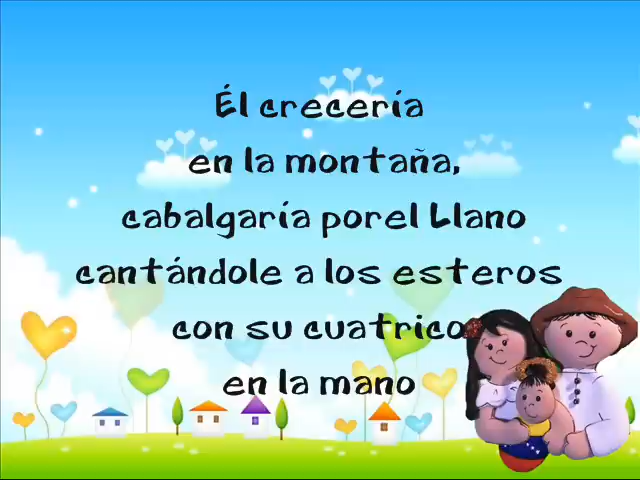 Él crecería
en la montaña,
cabalgaría porel Llano
cantándole a los esteros
con su cuatrico
en la mano